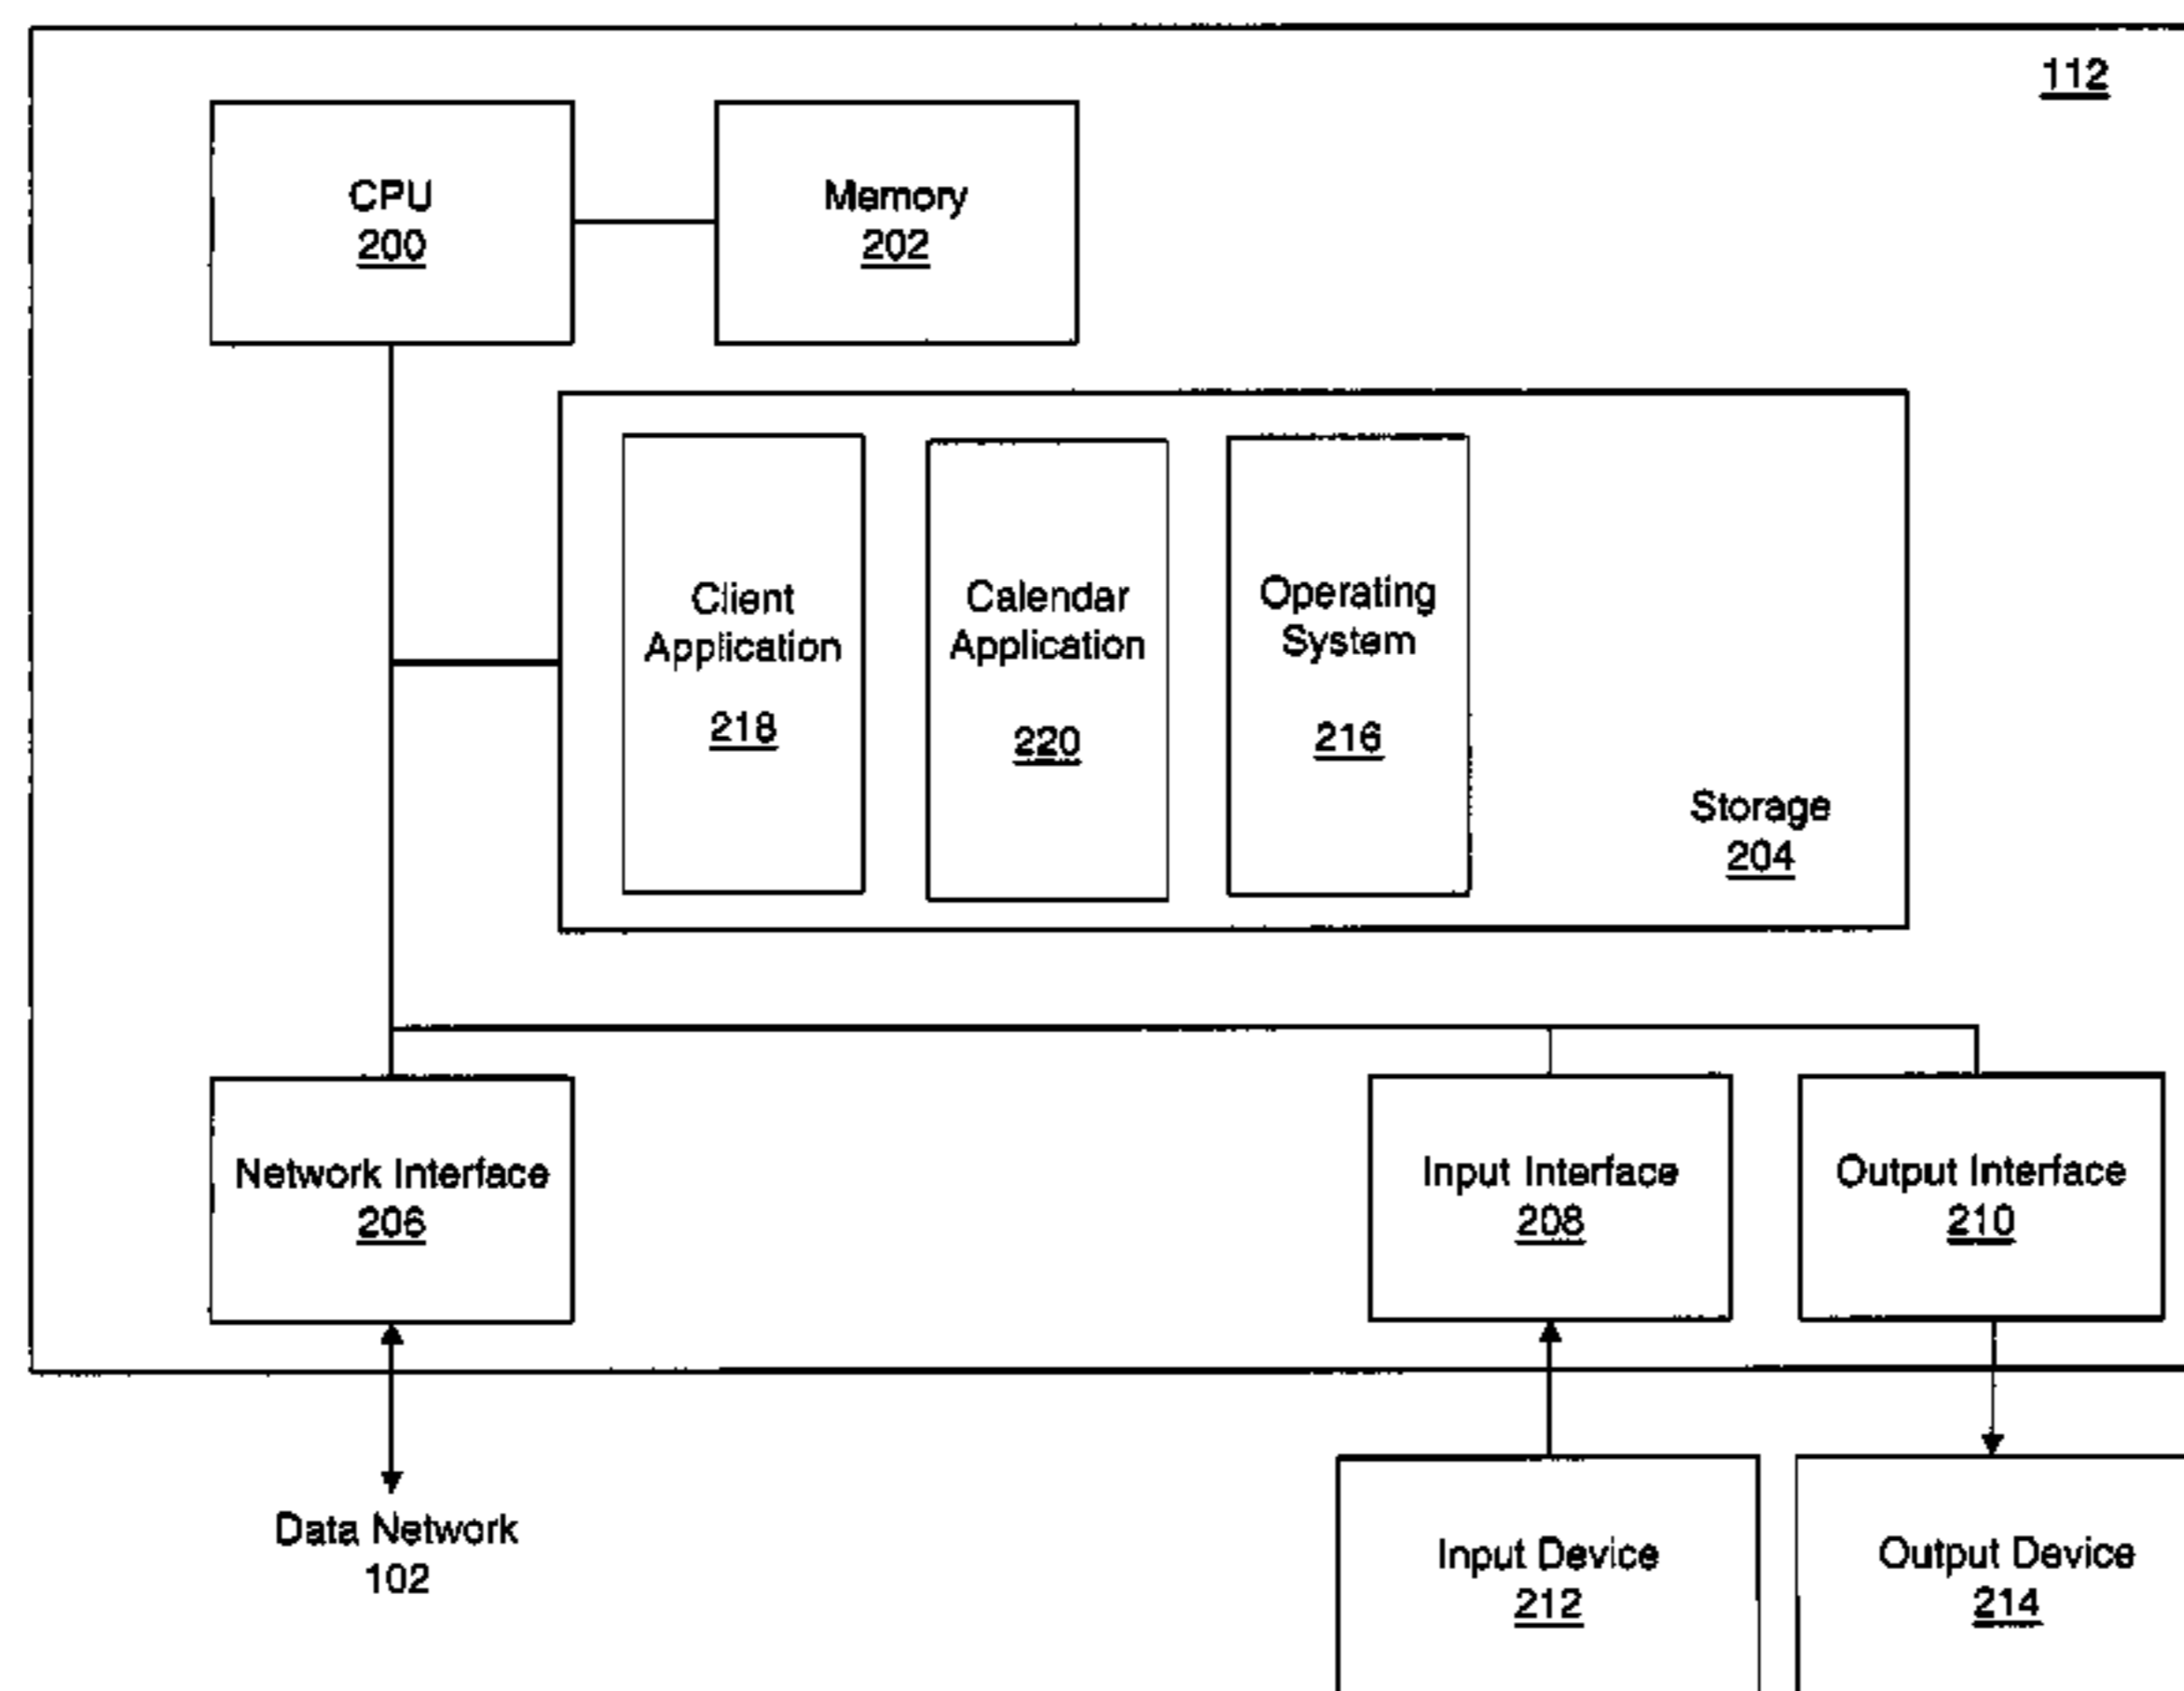 112
CPU
200
Memory
202
Client
Application
218
Calendar
Application
220
Operating
System
216
Storage
204
Network Interface
206
Input Interface
208
Output Interface
210
Data Network
102
Input Device
212
Output Device
214